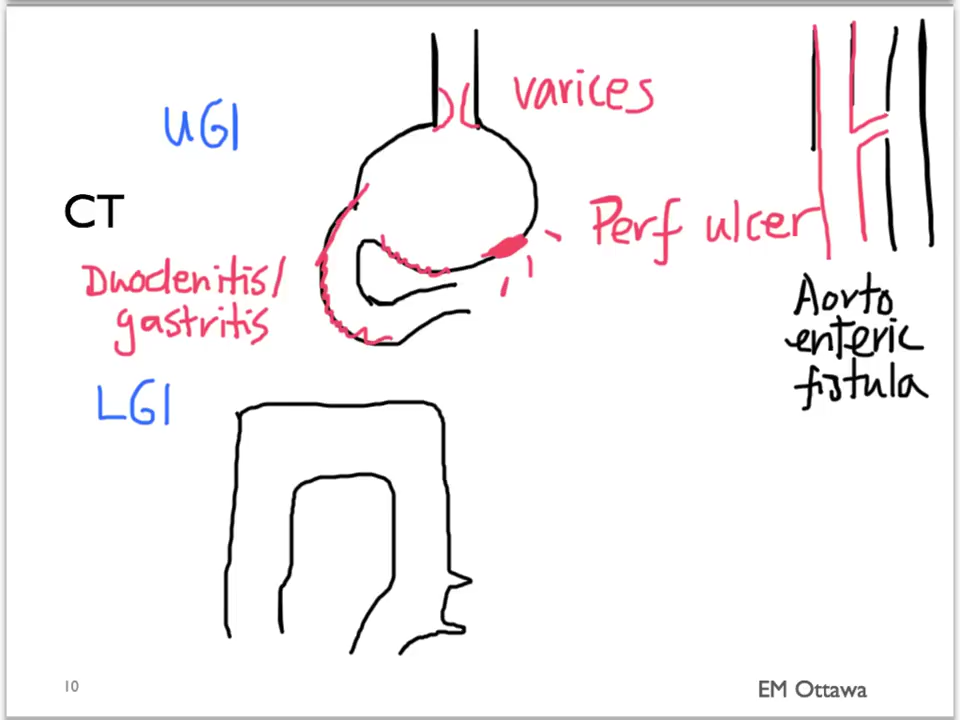 varices
UGI
CT
Perf ulcer
Duodenitis/
gastritis
Aorto
enteric
fistula
LGI
10
EM Ottawa